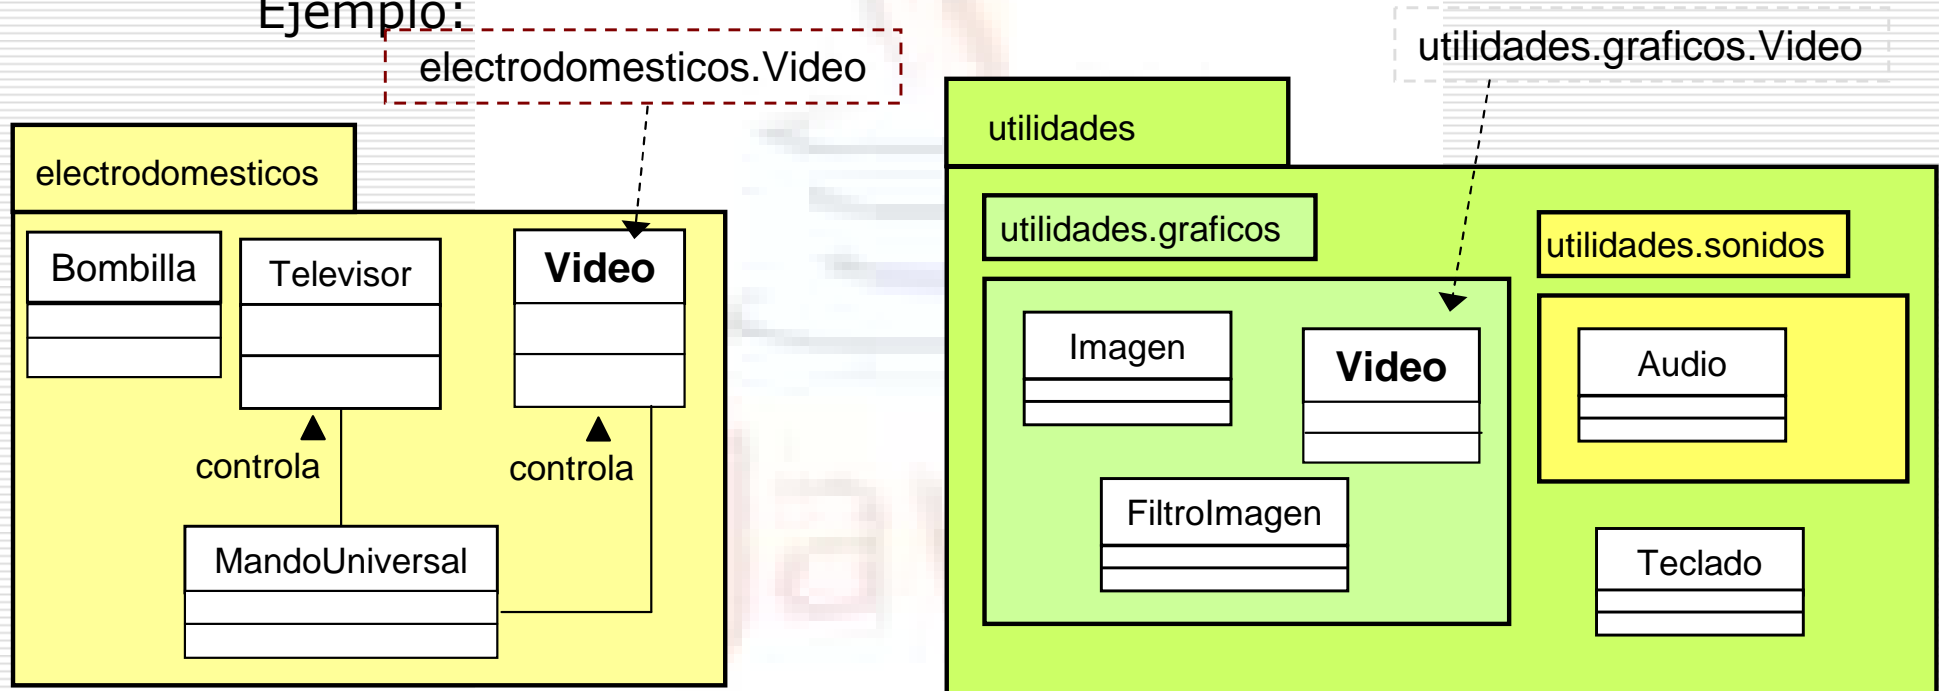 Ejemplo:
electrodomesticos.Video
electrodomesticos
Bombilla
Televisor
Video
controla
controla
MandoUniversal
utilidades.graficos.Video
utilidades
utilidades.graficos
Imagen
Video
FiltroImagen
utilidades.sonidos
Audio
Teclado